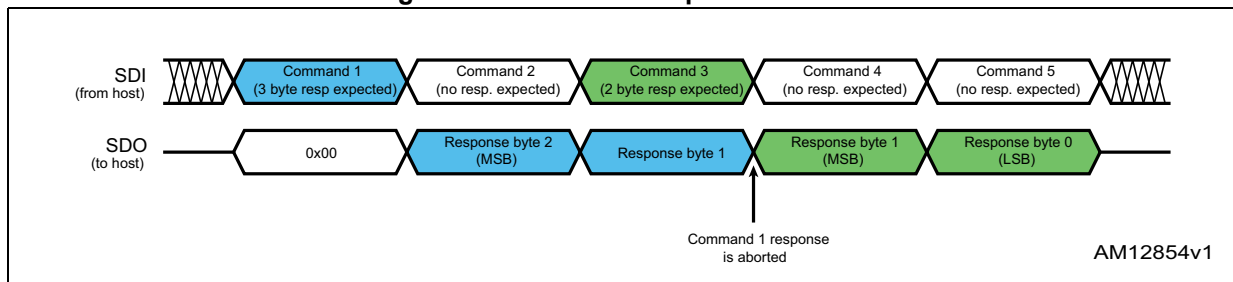 SDI
(from host)
Command 1
(3 byte resp expected)
Command 2
(no resp. expected)
Command 3
(2 byte resp expected)
Command 4
(no resp. expected)
Command 5
(no resp. expected)
SDO
(to host)
0x00
Response byte 2
(MSB)
Response byte 1
Response byte 1
(MSB)
Response byte 0
(LSB)
Command 1 response
is aborted
AM12854v1